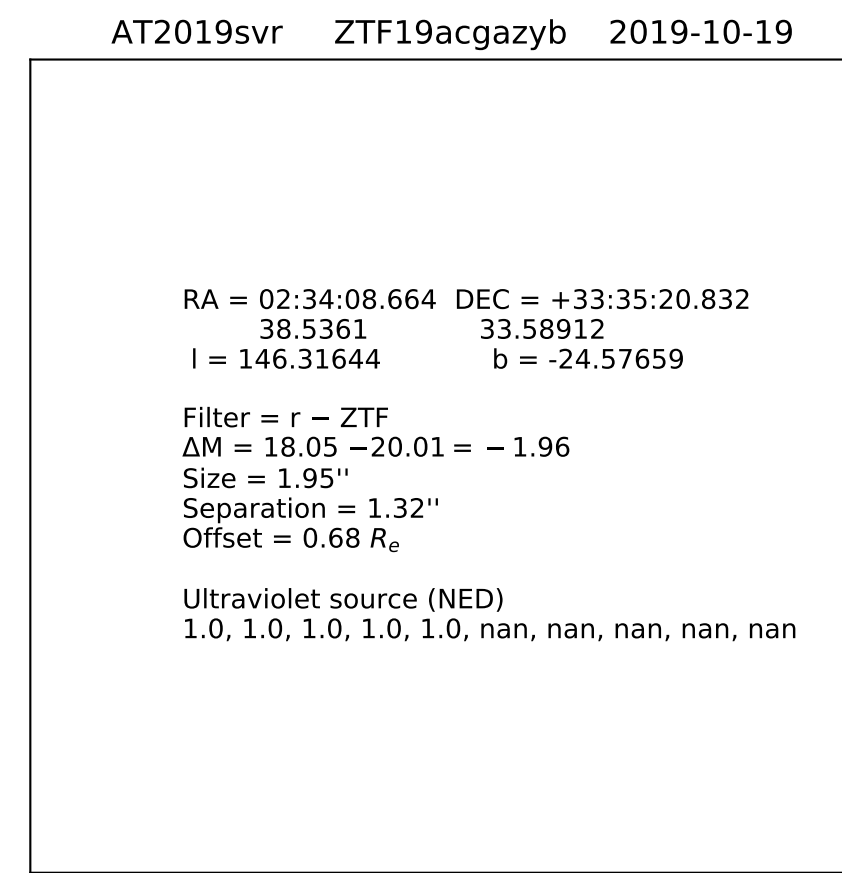 AT2019svr ZTF19acgazyb 2019-10-19
RA = 02:34:08.664 DEC = +33:35:20.832
38.5361 33.58912
l = 146.31644 b = -24.57659
Filter = r − ZTF
ΔM = 18.05 −20.01 = − 1.96
Size = 1.95''
Separation = 1.32''
Offset = 0.68 Re
Ultraviolet source (NED)
1.0, 1.0, 1.0, 1.0, 1.0, nan, nan, nan, nan, nan